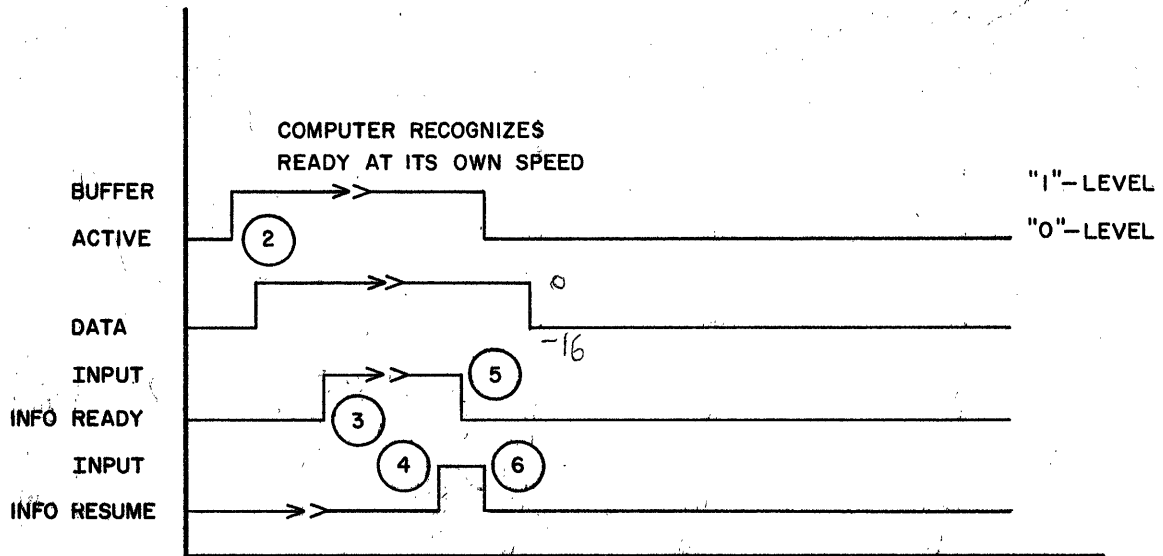 COMPUTER RECOGNIZES
READY AT ITS OWN SPEED
BUFFER
ACTIVE
"1"-LEVEL
"0"-LEVEL
2
DATA
0
-16
INPUT
INFO READY
3
5
INPUT
INFO RESUME
4
6